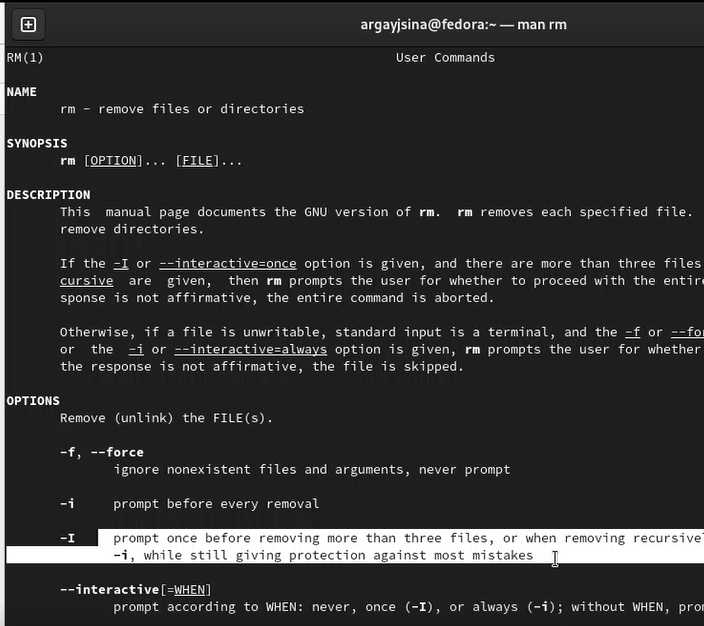 argayjsina@fedora:~ — man rm
RM(1) User Commands
NAME
rm - remove files or directories
SYNOPSIS
rm [OPTION]... [FILE]...
DESCRIPTION
This manual page documents the GNU version of rm. rm removes each specified file.
remove directories.
If the -I or --interactive=once option is given, and there are more than three files
cursive are given, then rm prompts the user for whether to proceed with the entire
sponse is not affirmative, the entire command is aborted.
Otherwise, if a file is unwritable, standard input is a terminal, and the -f or --for
or the -i or --interactive=always option is given, rm prompts the user for whether
the response is not affirmative, the file is skipped.
OPTIONS
Remove (unlink) the FILE(s).
-f, --force
ignore nonexistent files and arguments, never prompt
-i prompt before every removal
-I prompt once before removing more than three files, or when removing recursivel
-i, while still giving protection against most mistakes
--interactive[=WHEN]
prompt according to WHEN: never, once (-I), or always (-i); without WHEN, pro